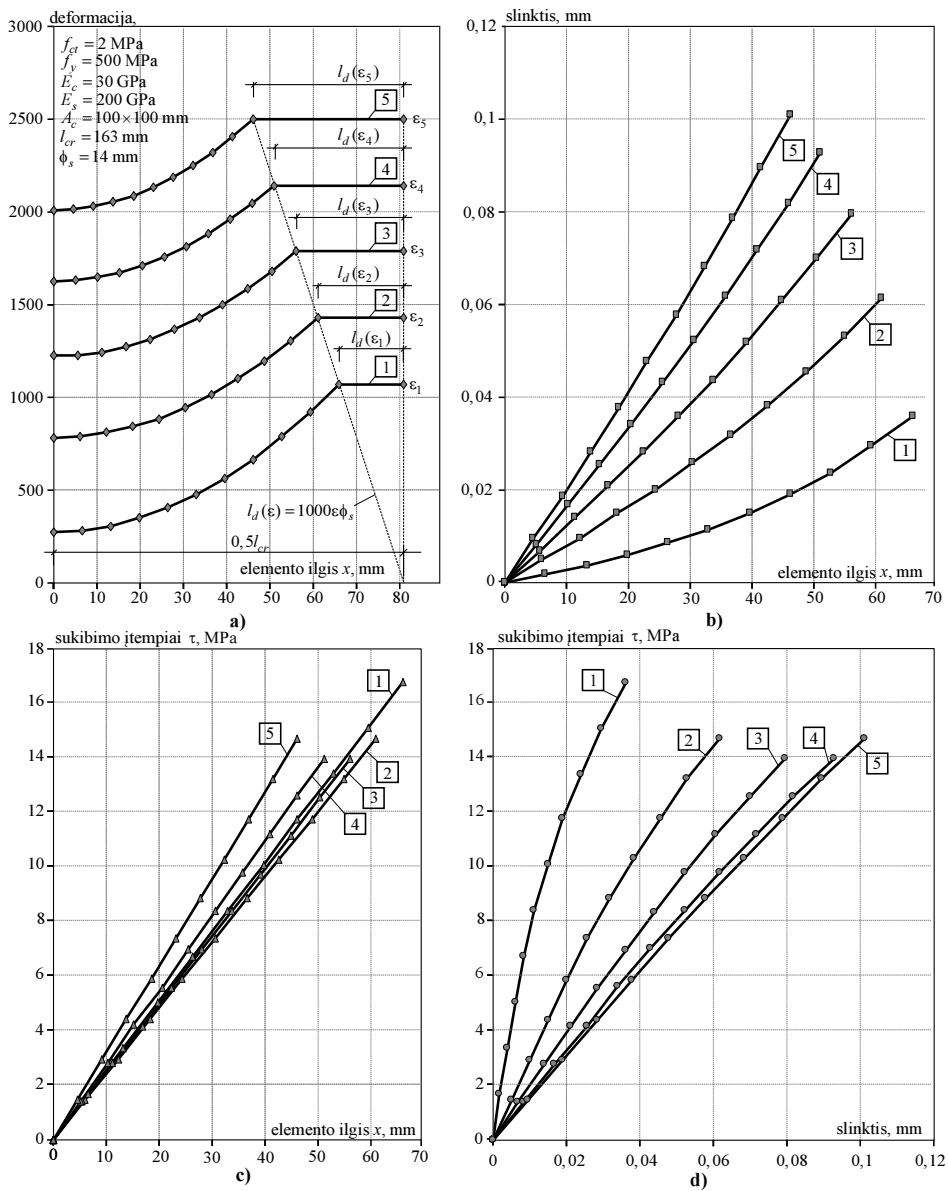 deformacija,
3000
2500
2000
1500
1000
500
0
f_ct = 2 MPa
f_y = 500 MPa
E_c = 30 GPa
E_s = 200 GPa
A_c = 100×100 mm
l_cr = 163 mm
ϕ_s = 14 mm
l_d(ε_5)
5
ε_5
l_d(ε_4)
4
ε_4
l_d(ε_3)
3
ε_3
l_d(ε_2)
2
ε_2
l_d(ε_1)
1
ε_1
l_d(ε) = 1000εϕ_s
0,5l_cr
elemento ilgis x, mm
0 10 20 30 40 50 60 70 80
a)
slinktis, mm
0,12
0,1
0,08
0,06
0,04
0,02
0
5
4
3
2
1
elemento ilgis x, mm
0 10 20 30 40 50 60 70
b)
sukibimo įtempiai τ, MPa
18
16
14
12
10
8
6
4
2
0
1
5
2
3
4
elemento ilgis x, mm
0 10 20 30 40 50 60 70
c)
sukibimo įtempiai τ, MPa
18
16
14
12
10
8
6
4
2
0
1
2
3
4
5
slinktis, mm
0 0,02 0,04 0,06 0,08 0,1 0,12
d)